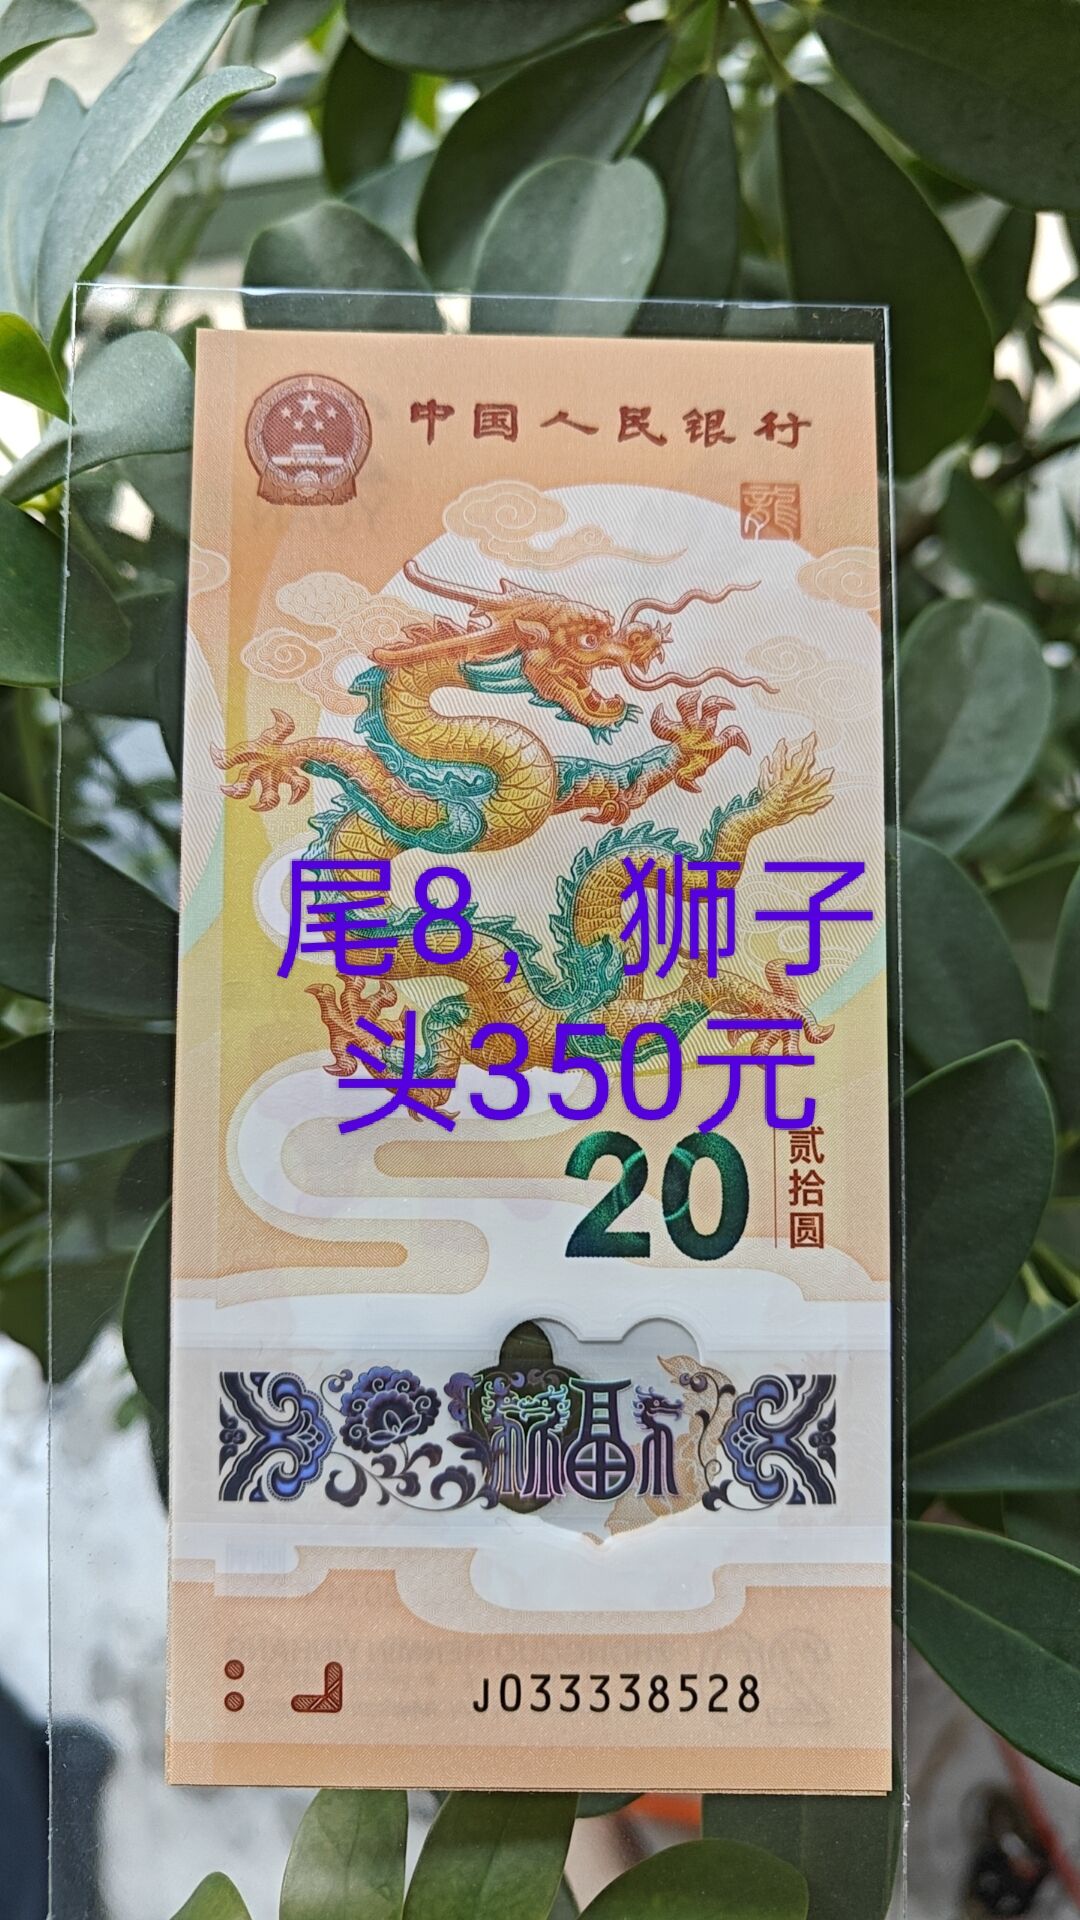 中国人民银行
龍
尾8，狮子
头350元
20
贰拾圆
福
J033338528